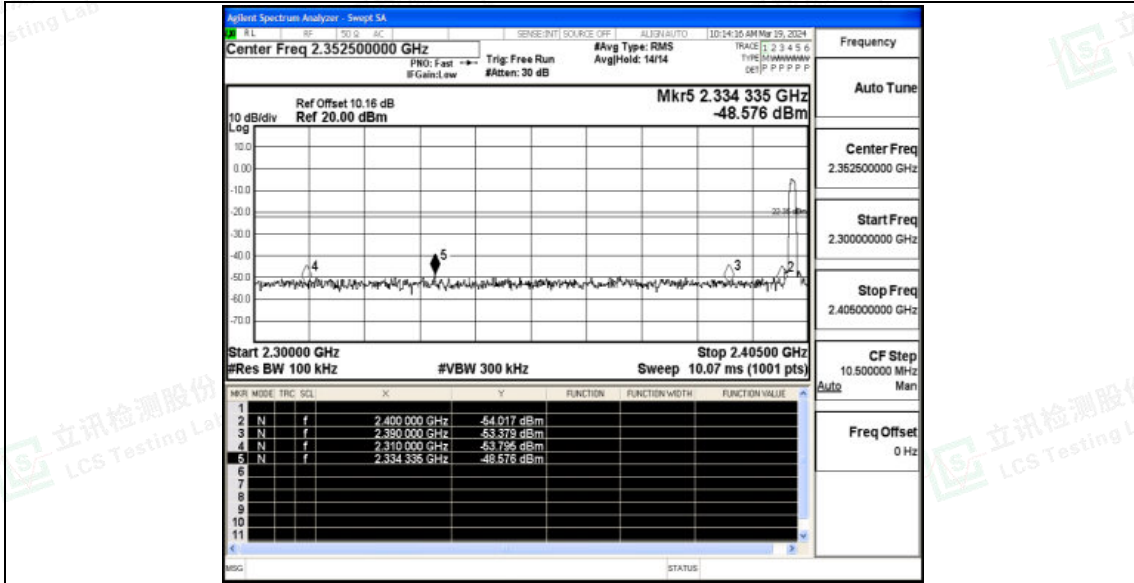 Agilent Spectrum Analyzer - Swept SA
RL RF 50 Ω AC SENSE:INT SOURCE OFF ALIGN AUTO 10:14:16 AM Mar 19, 2024
Center Freq 2.352500000 GHz
#Avg Type: RMS
TRACE 1 2 3 4 5 6
PNO: Fast
Trig: Free Run
Avg|Hold: 14/14
TYPE MWWWWW
IFGain:Low
#Atten: 30 dB
DET P P P P P P
Mkr5 2.334 335 GHz
-48.576 dBm
Ref Offset 10.16 dB
10 dB/div Ref 20.00 dBm
Log
10.0
0.00
-10.0
-20.0
-30.0
-40.0
-50.0
-60.0
-70.0
4
5
3
2
Start 2.30000 GHz
Stop 2.40500 GHz
#Res BW 100 kHz
#VBW 300 kHz
Sweep 10.07 ms (1001 pts)
MKR MODE TRC SCL X Y FUNCTION FUNCTION WIDTH FUNCTION VALUE
1
2 N f 2.400 000 GHz -54.017 dBm
3 N f 2.390 000 GHz -53.379 dBm
4 N f 2.310 000 GHz -53.795 dBm
5 N f 2.334 335 GHz -48.576 dBm
6
7
8
9
10
11
MSG
STATUS
Frequency
Auto Tune
Center Freq
2.352500000 GHz
Start Freq
2.300000000 GHz
Stop Freq
2.405000000 GHz
CF Step
10.500000 MHz
Auto Man
Freq Offset
0 Hz
立讯检测股份
LCS Testing Lab